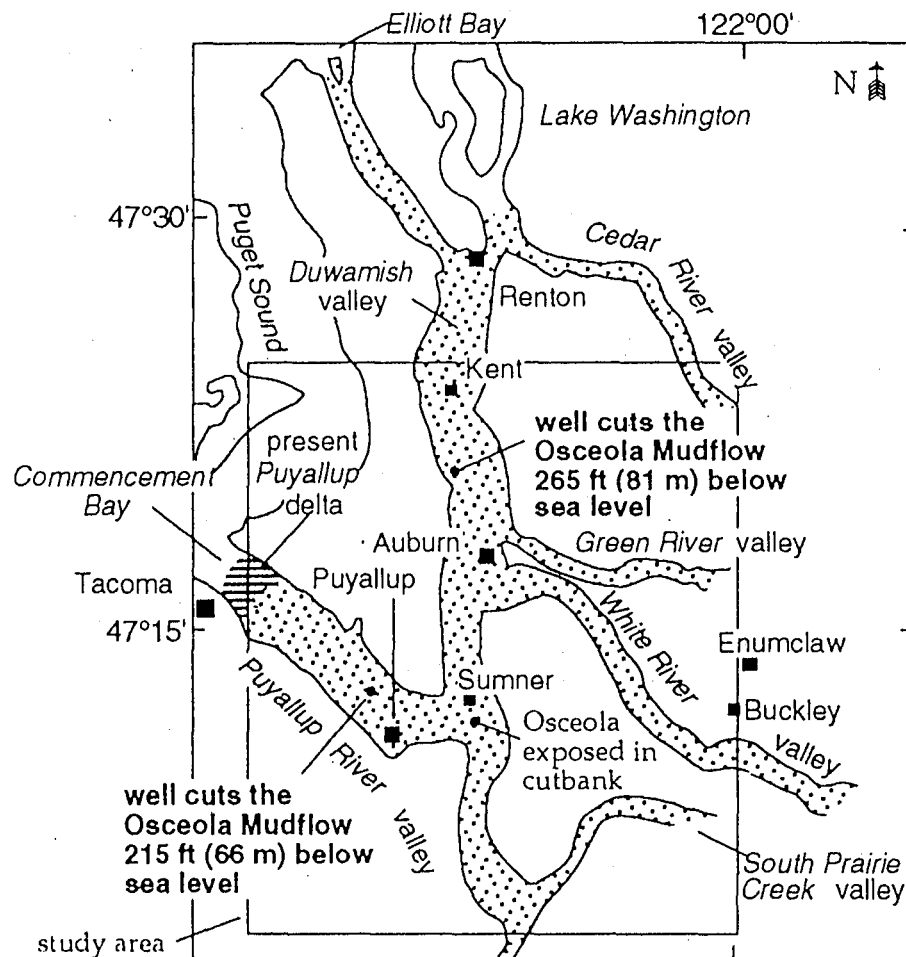 Elliott Bay
122°00'
N
Lake Washington
47°30'
Puget Sound
Cedar
River valley
Duwamish
valley
Renton
Kent
well cuts the
Osceola Mudflow
265 ft (81 m) below
sea level
present
Puyallup
delta
Commencement
Bay
Auburn
Green River valley
Tacoma
Puyallup
47°15'
White River
valley
Enumclaw
Sumner
Buckley
Puyallup River
valley
Osceola
exposed in
cutbank
well cuts the
Osceola Mudflow
215 ft (66 m) below
sea level
South Prairie
Creek valley
study area